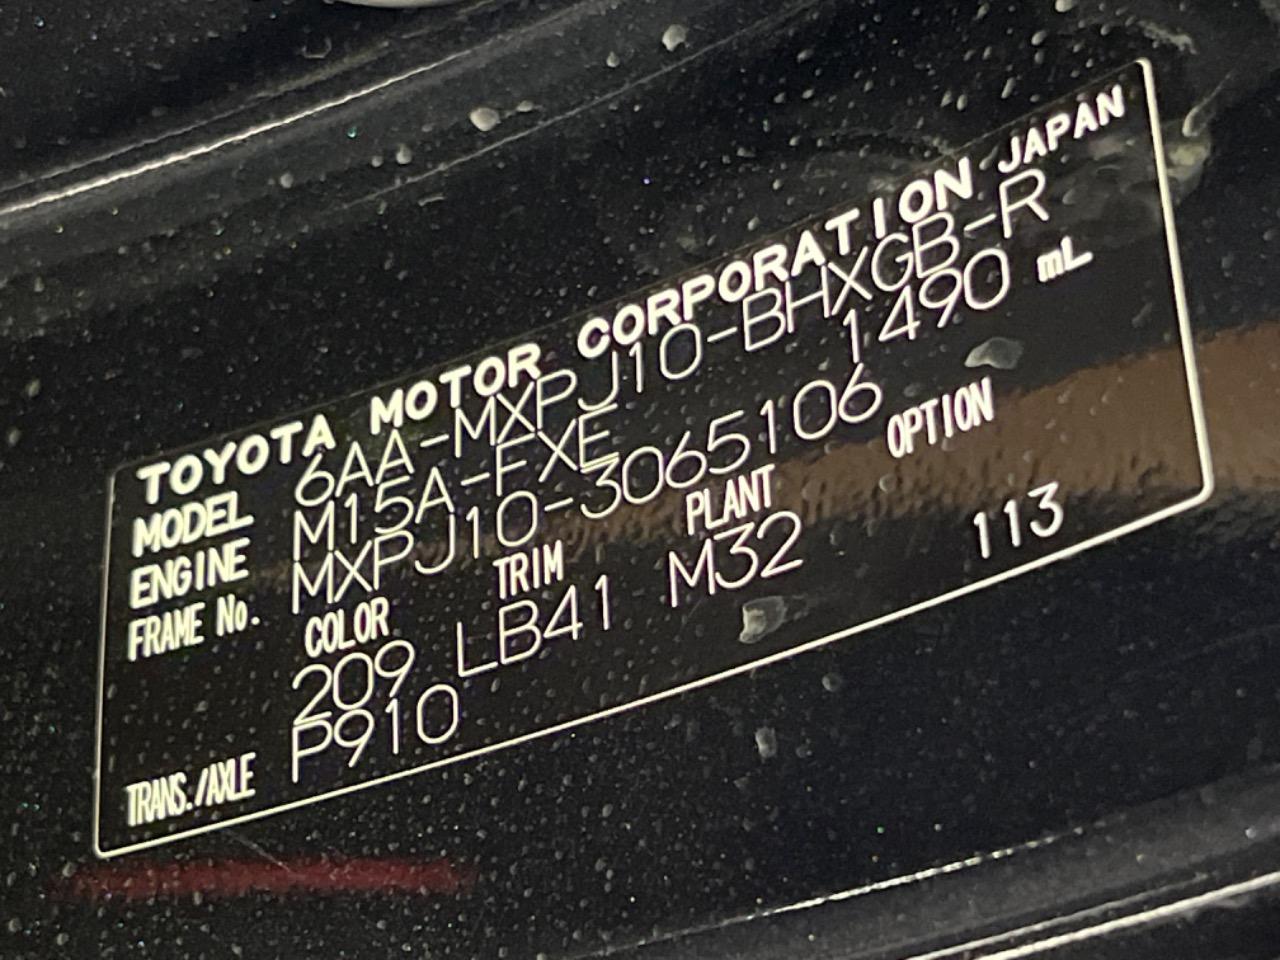 TOYOTA MOTOR CORPORATION JAPAN
MODEL 6AA-MXPJ10-BHXGB-R
ENGINE M15A-FXE 1490 mL
FRAME No. MXPJ10-3065106
COLOR TRIM PLANT OPTION
209 LB41 M32 113
TRANS./AXLE P910